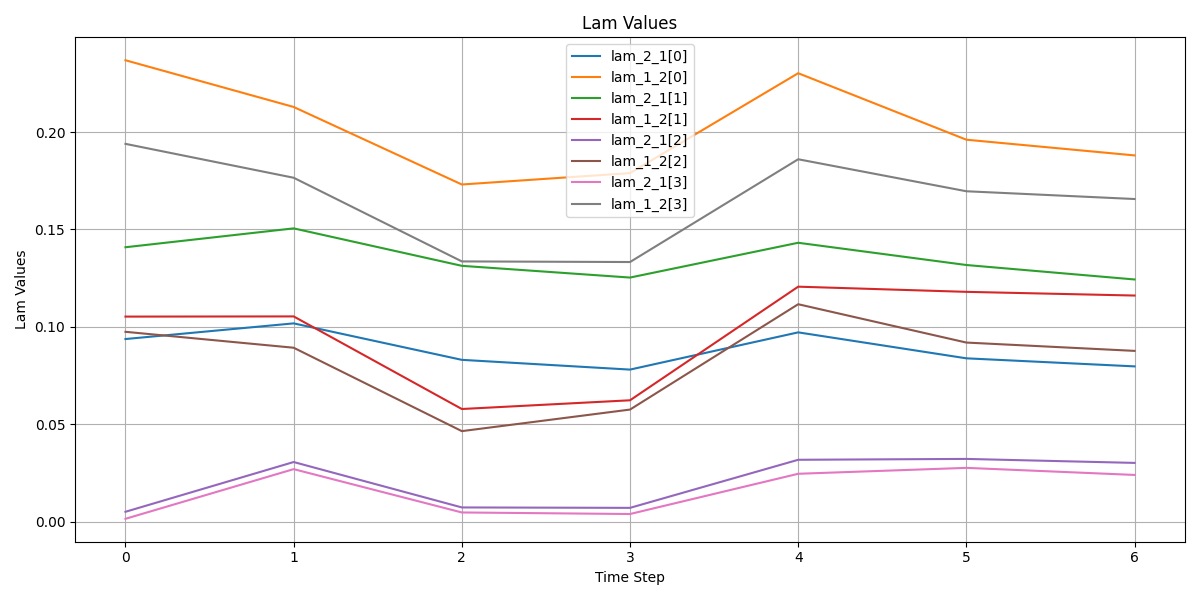 Lam Values
lam_2_1[0]
lam_1_2[0]
lam_2_1[1]
lam_1_2[1]
lam_2_1[2]
lam_1_2[2]
lam_2_1[3]
lam_1_2[3]
0.20
0.15
0.10
0.05
0.00
Lam Values
0 1 2 3 4 5 6
Time Step